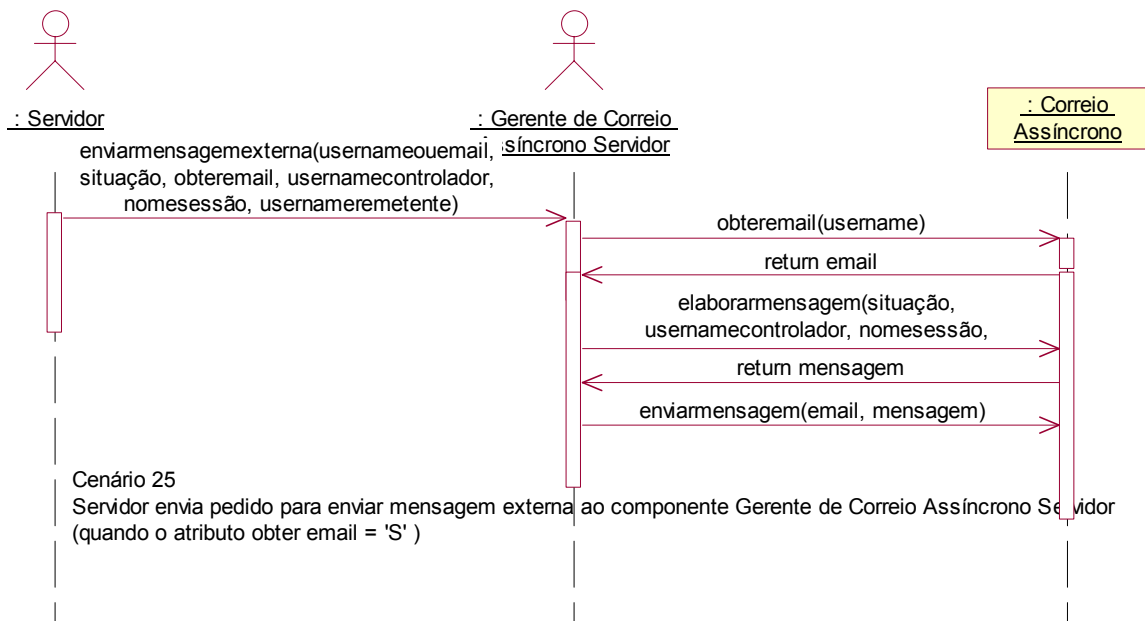 : Servidor
: Gerente de Correio
Assíncrono Servidor
: Correio
Assíncrono
enviarmensagemexterna(usernameouemail,
situação, obteremail, usernamecontrolador,
nomesessão, usernameremetente)
obteremail(username)
return email
elaborarmensagem(situação,
usernamecontrolador, nomesessão,
return mensagem
enviarmensagem(email, mensagem)
Cenário 25
Servidor envia pedido para enviar mensagem externa ao componente Gerente de Correio Assíncrono Servidor
(quando o atributo obter email = 'S' )